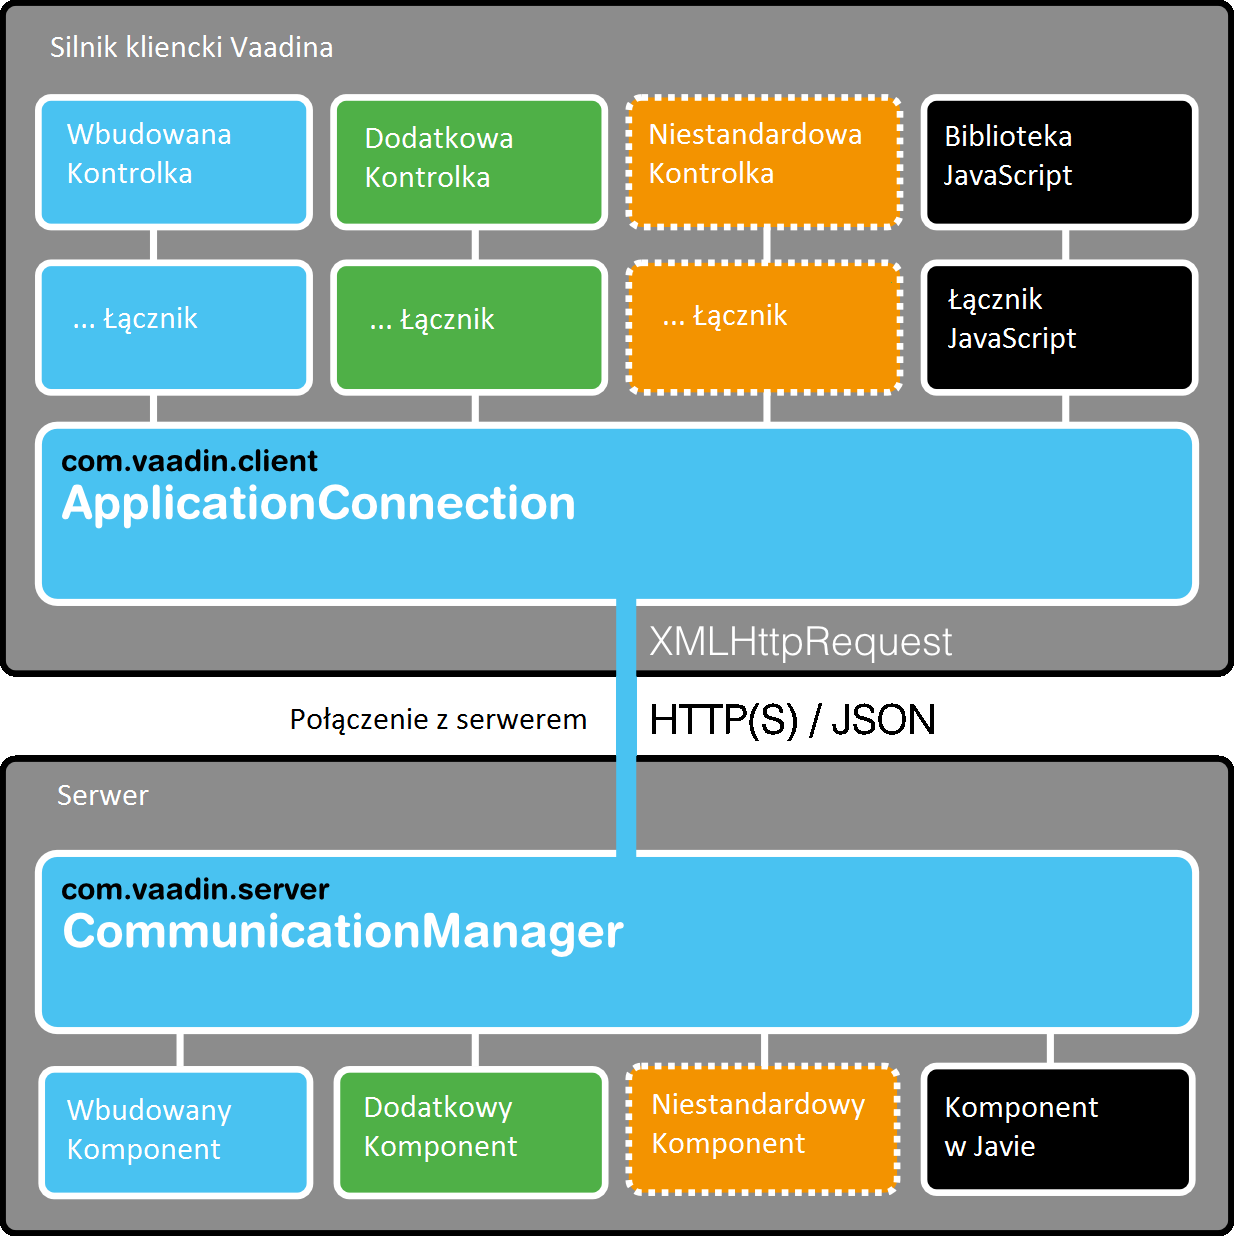 Silnik kliencki Vaadina
Wbudowana
Kontrolka
Dodatkowa
Kontrolka
Niestandardowa
Kontrolka
Biblioteka
JavaScript
... Łącznik
... Łącznik
... Łącznik
Łącznik
JavaScript
com.vaadin.client
ApplicationConnection
XMLHttpRequest
Połączenie z serwerem
HTTP(S) / JSON
Serwer
com.vaadin.server
CommunicationManager
Wbudowany
Komponent
Dodatkowy
Komponent
Niestandardowy
Komponent
Komponent
w Javie